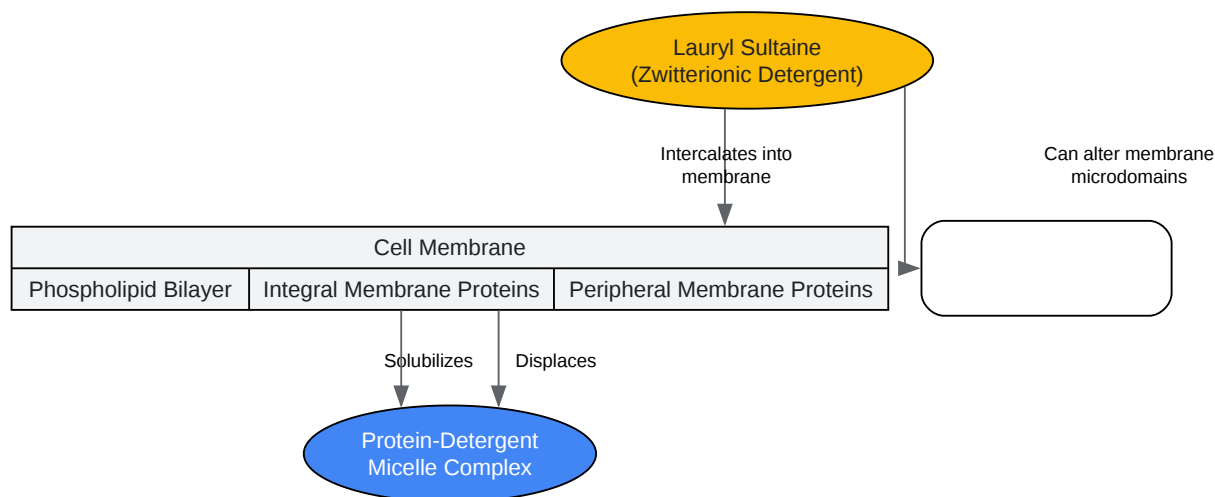 Lauryl Sultaine
(Zwitterionic Detergent)
Intercalates into
membrane
Can alter membrane
microdomains
Cell Membrane
Phospholipid Bilayer
Integral Membrane Proteins
Peripheral Membrane Proteins
Solubilizes
Displaces
Protein-Detergent
Micelle Complex